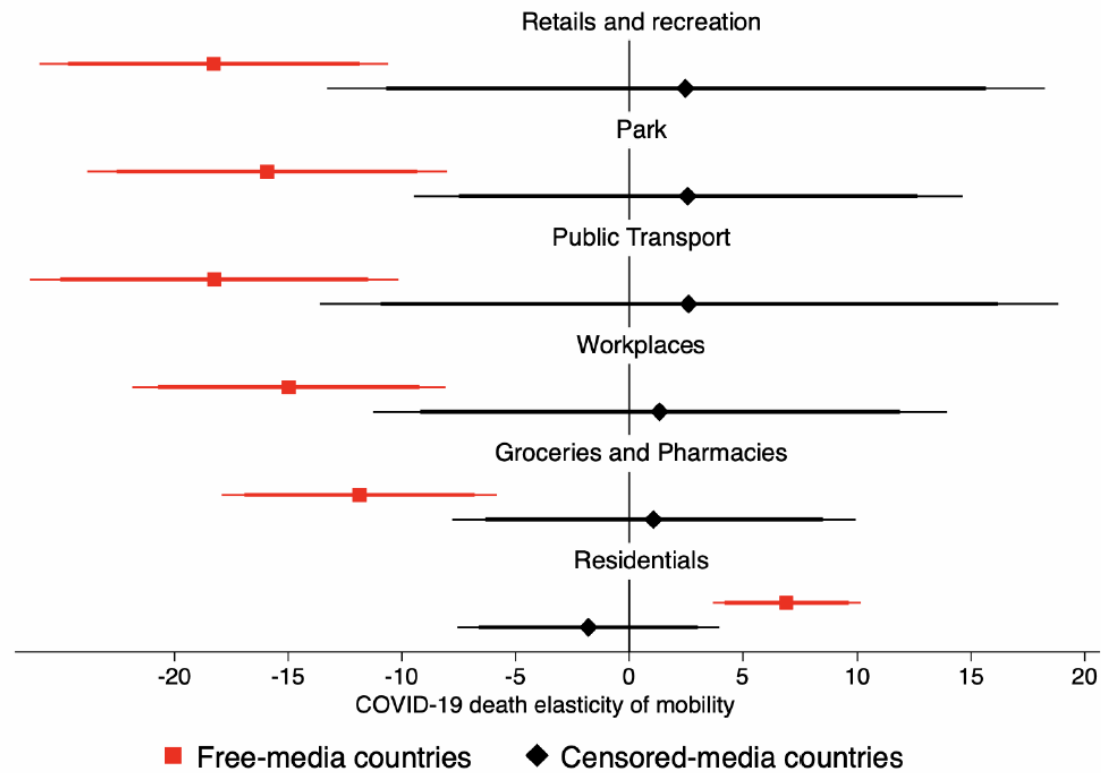 Retails and recreation
Park
Public Transport
Workplaces
Groceries and Pharmacies
Residentials
-20 -15 -10 -5 0 5 10 15 20
COVID-19 death elasticity of mobility
Free-media countries Censored-media countries